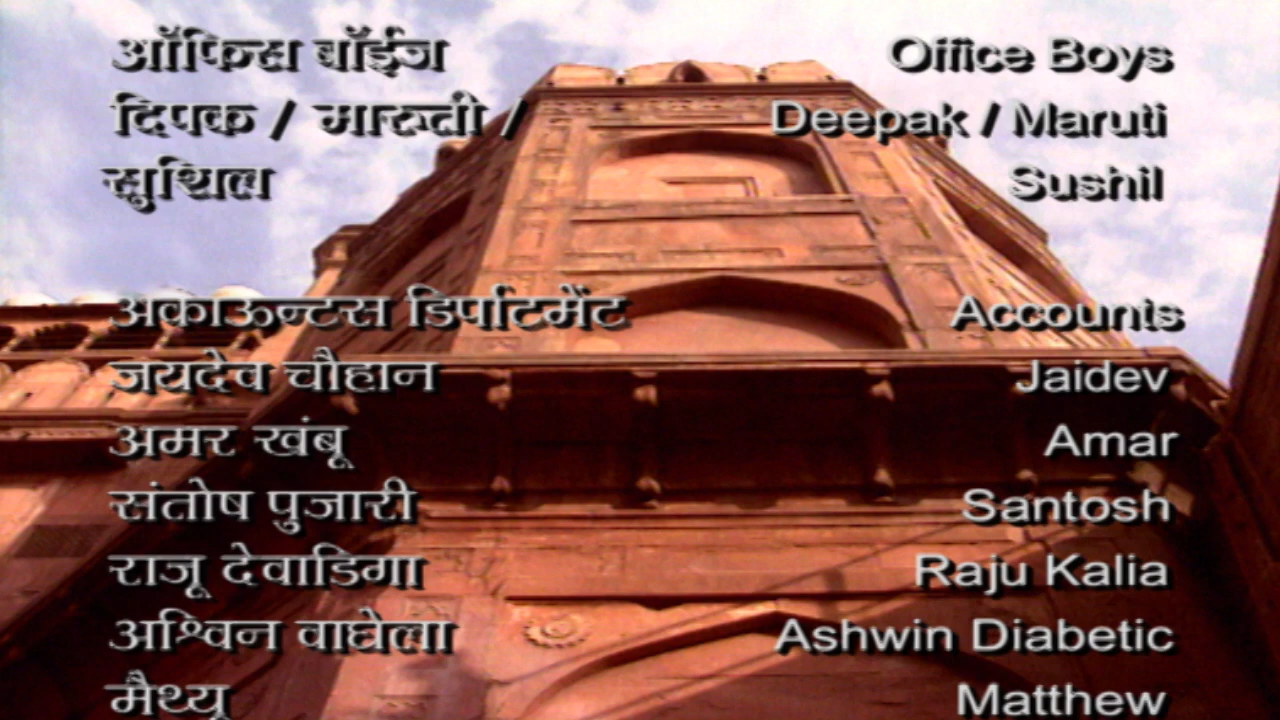 ऑफिस बॉईज Office Boys
दिपक / मारुती / Deepak / Maruti
सुशिल Sushil
अकाऊन्टस डिर्पाटमेंट Accounts
जयदेव चौहान Jaidev
अमर खंबू Amar
संतोष पुजारी Santosh
राजू देवाडिगा Raju Kalia
अश्विन वाघेला Ashwin Diabetic
मैथ्यू Matthew